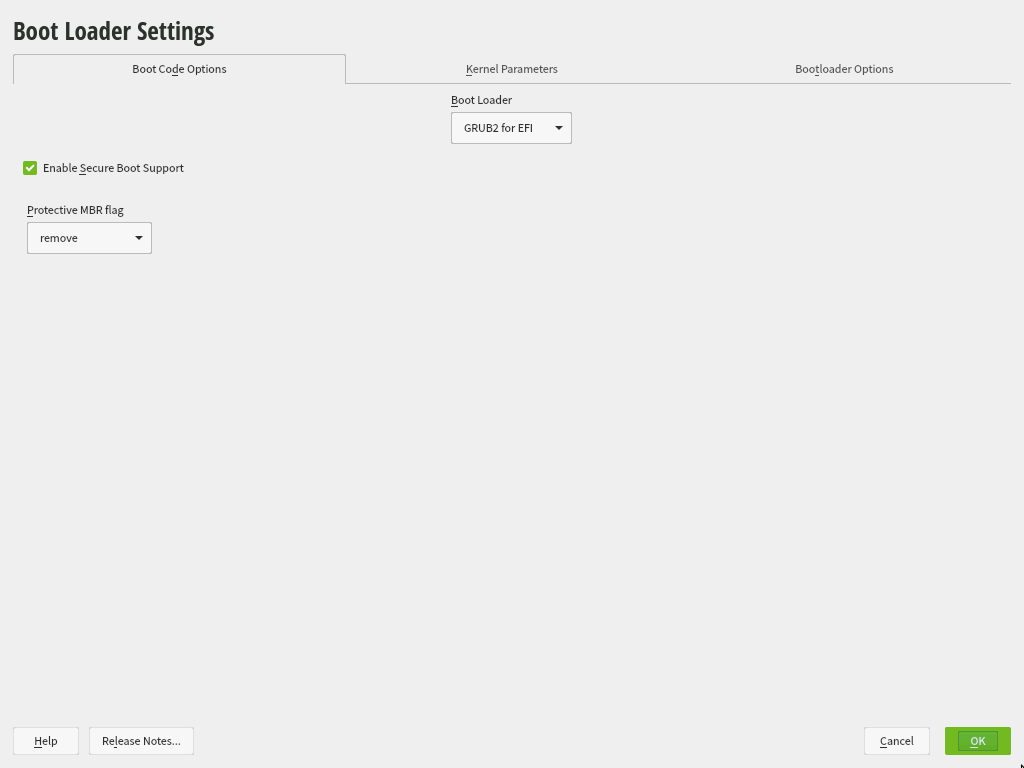 Boot Loader Settings
Boot Code Options
Kernel Parameters
Bootloader Options
Boot Loader
GRUB2 for EFI
Enable Secure Boot Support
Protective MBR flag
remove
Help
Release Notes...
Cancel
OK